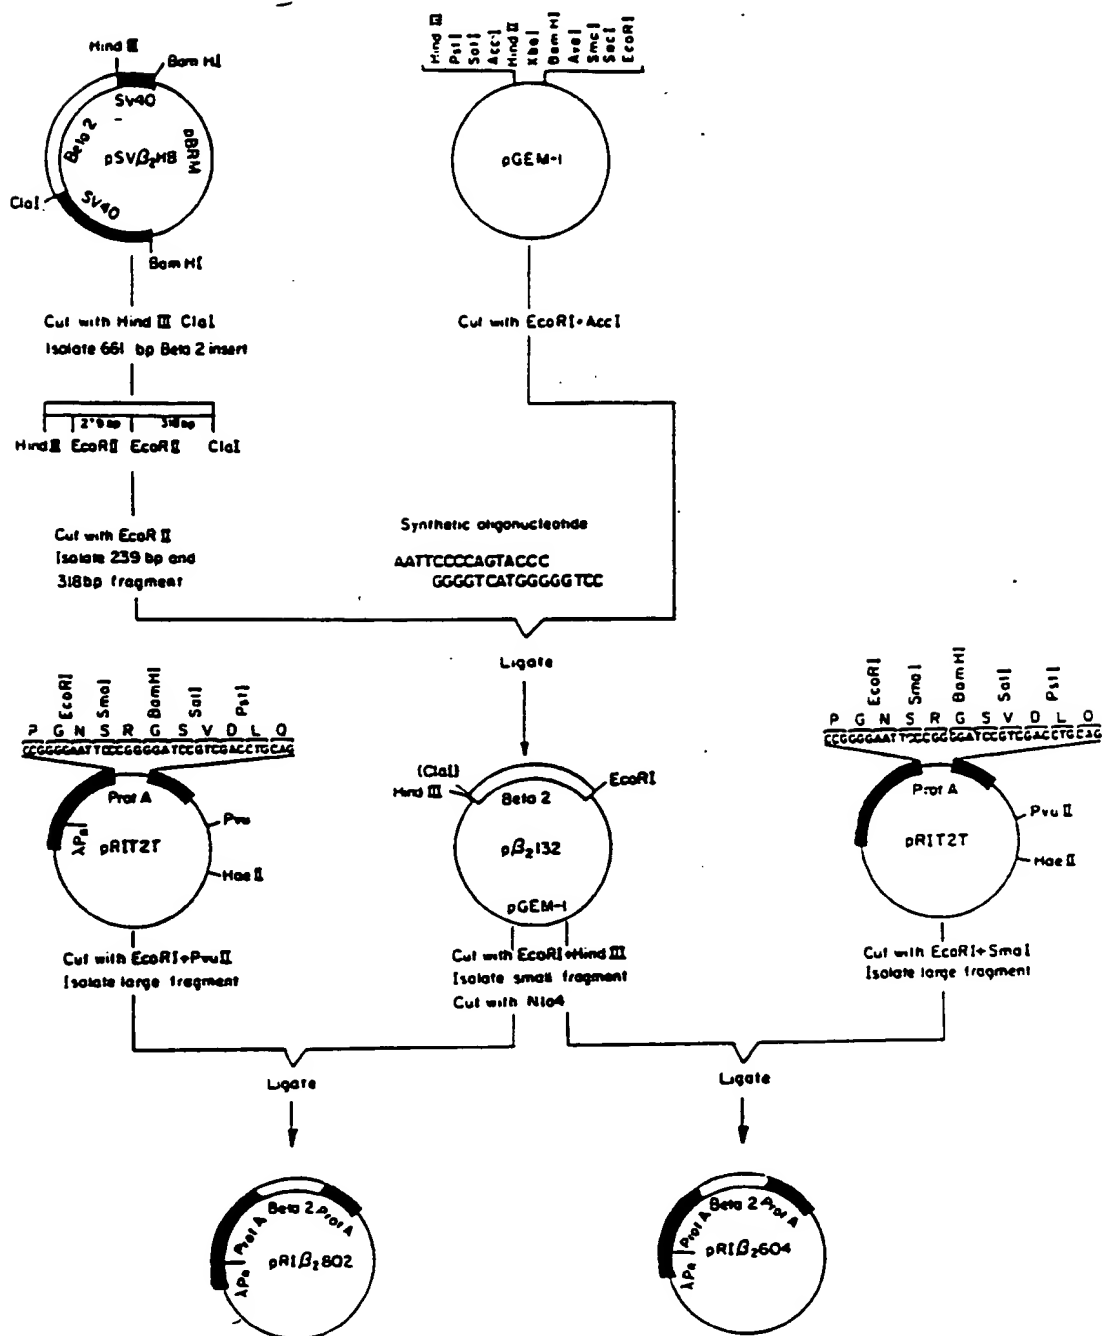 Hind III
Bam HI
SV40
Beta 2
pSVβ2H8
pBRM
ClaI
SV40
Bam HI
Hind III
PstI
SalI
AccI
Hind II
XbaI
Bam HI
AvaI
SmcI
SacI
EcoRI
pGEM-1
Cut with Hind III ClaI
Isolate 661 bp Beta 2 insert
Cut with EcoRI+AccI
318bp
Hind III EcoRII EcoRII ClaI
Cut with EcoR II
Isolate 239 bp and
318bp fragment
Synthetic oligonucleotide
AATTCCCCAGTACCC
GGGGTCATGGGGGTCC
Ligate
EcoRI
SmaI
BamHI
SalI
PstI
P G N S R G S V D L Q
Prot A
λPR
pRIT2T
Pvu
Hae II
Cut with EcoRI+PvuII
Isolate large fragment
(ClaI)
Hind III
EcoRI
Beta 2
pβ2132
pGEM-1
Cut with EcoRI+Hind III
Isolate small fragment
Cut with Nla4
EcoRI
SmaI
BamHI
SalI
PstI
P G N S R G S V D L Q
Prot A
pRIT2T
Pvu II
Hae II
Cut with EcoRI+SmaI
Isolate large fragment
Ligate
Ligate
Beta 2
Prot A
Prot A
λPR
pRIβ2802
Beta 2
Prot A
Prot A
λPR
pRIβ2604